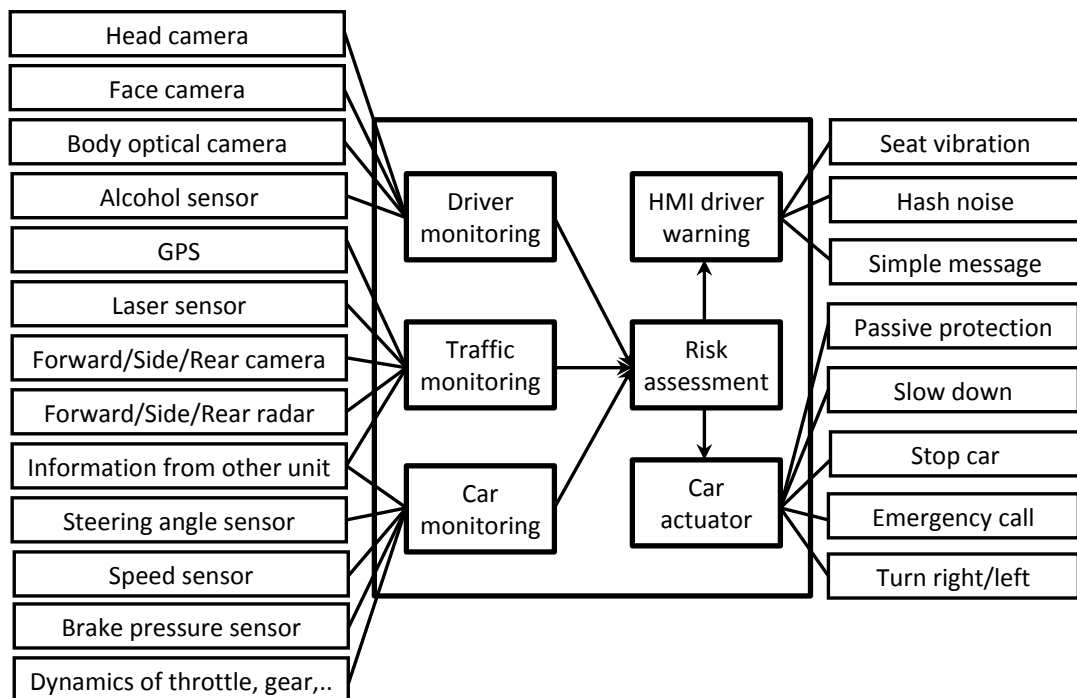 Head camera
Face camera
Body optical camera
Alcohol sensor
GPS
Laser sensor
Forward/Side/Rear camera
Forward/Side/Rear radar
Information from other unit
Steering angle sensor
Speed sensor
Brake pressure sensor
Dynamics of throttle, gear,..
Driver
monitoring
Traffic
monitoring
Car
monitoring
HMI driver
warning
Risk
assessment
Car
actuator
Seat vibration
Hash noise
Simple message
Passive protection
Slow down
Stop car
Emergency call
Turn right/left